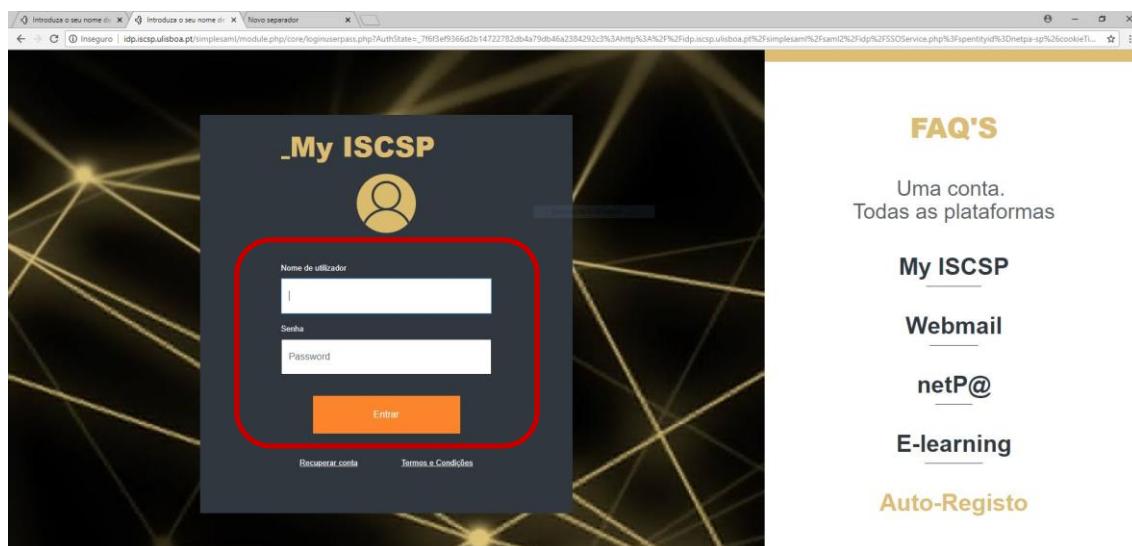 Introduza o seu nome de
Introduza o seu nome de
Novo separador
Inseguro | idp.iscsp.ulisboa.pt/simplesaml/module.php/core/loginuserpass.php?AuthState=_7f6f3ef9366d2b14722782db4a79db46a2384292c3%3Ahttp%3A%2F%2Fidp.iscsp.ulisboa.pt%2Fsimplesaml%2Fsaml2%2Fidp%2FSSOService.php%3Fspentityid%3Dnetpa-sp%26cookieTi...
_My ISCSP
Nome de utilizador
Senha
Password
Entrar
Recuperar conta
Termos e Condições
FAQ'S
Uma conta.
Todas as plataformas
My ISCSP
Webmail
netP@
E-learning
Auto-Registo